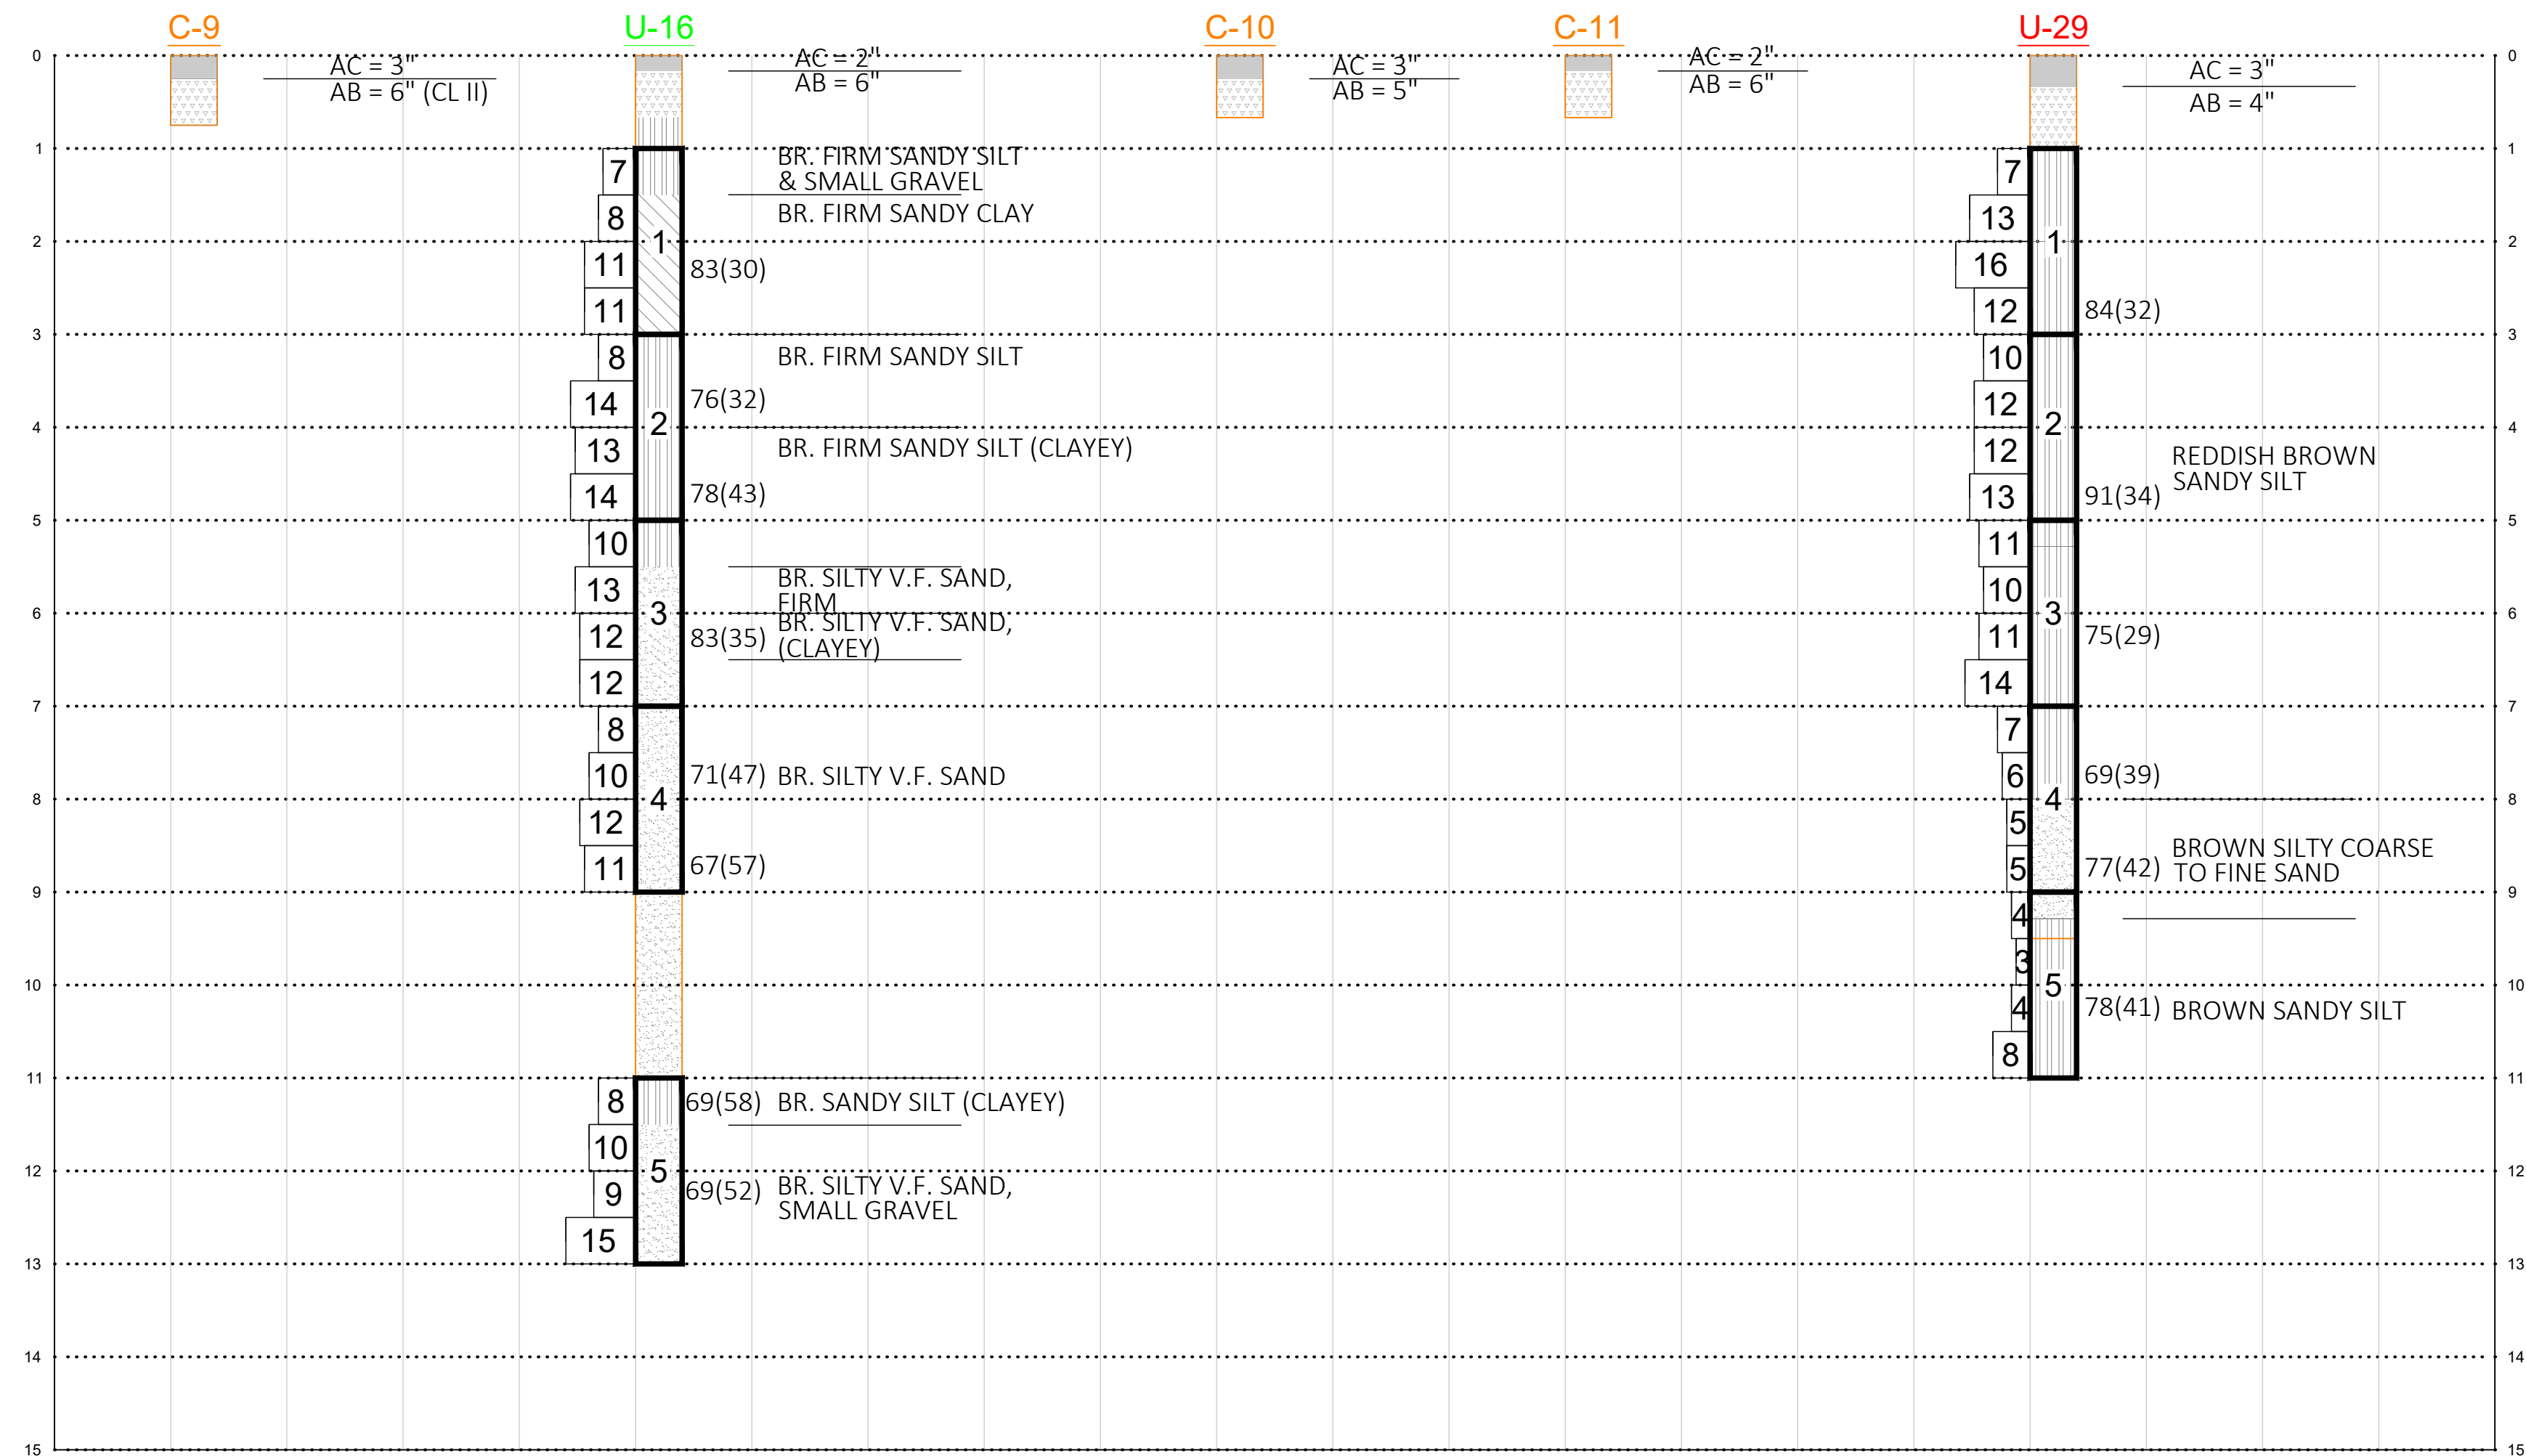 C-9
U-16
C-10
C-11
U-29
0
0
AC = 3"
AB = 6" (CL II)
AC = 2"
AB = 6"
AC = 3"
AB = 5"
AC = 2"
AB = 6"
AC = 3"
AB = 4"
1
1
2
2
3
3
4
4
5
5
6
6
7
7
8
8
9
9
10
10
11
11
12
12
13
13
14
14
15
15
7
8
11
11
8
14
13
14
10
13
12
12
8
10
12
11
8
10
9
15
1
2
3
4
5
83(30)
76(32)
78(43)
83(35)
71(47)
67(57)
69(58)
69(52)
BR. FIRM SANDY SILT
& SMALL GRAVEL
BR. FIRM SANDY CLAY
BR. FIRM SANDY SILT
BR. FIRM SANDY SILT (CLAYEY)
BR. SILTY V.F. SAND,
FIRM
BR. SILTY V.F. SAND,
(CLAYEY)
BR. SILTY V.F. SAND
BR. SANDY SILT (CLAYEY)
BR. SILTY V.F. SAND,
SMALL GRAVEL
7
13
16
12
10
12
12
13
11
10
11
14
7
6
5
5
4
3
4
8
1
2
3
4
5
84(32)
91(34)
75(29)
69(39)
77(42)
78(41)
REDDISH BROWN
SANDY SILT
BROWN SILTY COARSE
TO FINE SAND
BROWN SANDY SILT